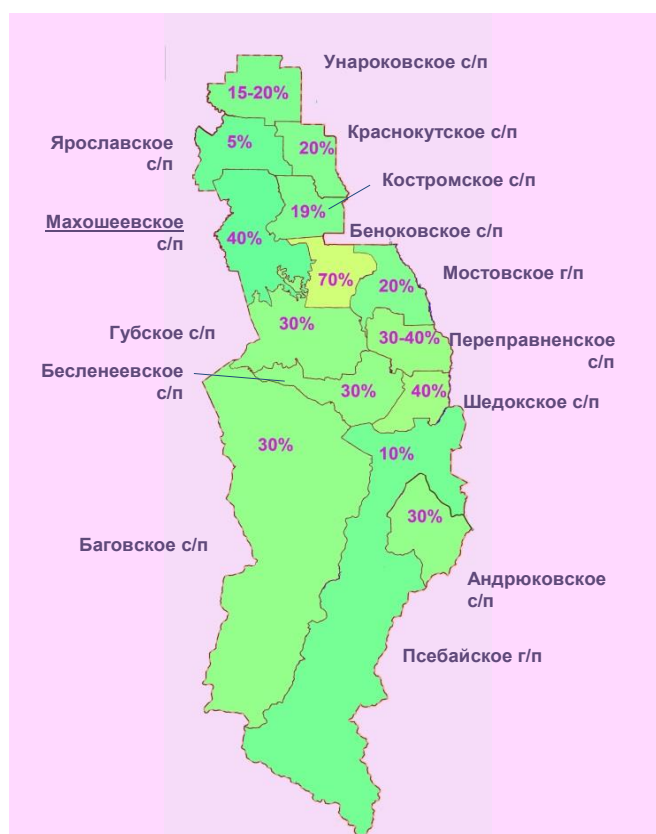 Унароковское с/п
15-20%
Ярославское
с/п
5%
Краснокутское с/п
20%
Костромское с/п
19%
Махошеевское
с/п
40%
Беноковское с/п
70%
Мостовское г/п
20%
Губское с/п
30%
30-40%
Переправненское
с/п
Бесленеевское
с/п
30%
40%
Шедокское с/п
30%
10%
30%
Баговское с/п
Андрюковское
с/п
Псебайское г/п